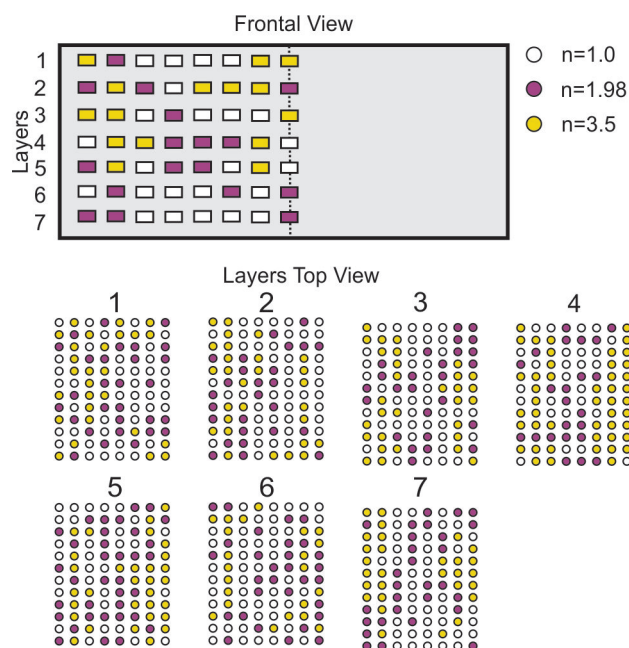 Frontal View
Layers
1
2
3
4
5
6
7
n=1.0
n=1.98
n=3.5
Layers Top View
1 2 3 4
5 6 7